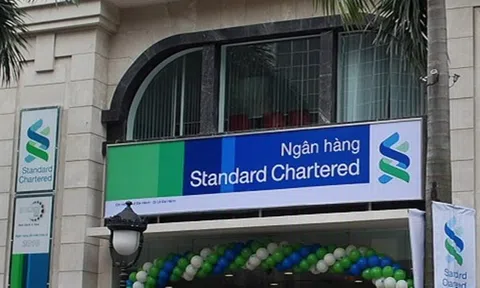 Ngân hàng
Standard Chartered
Standard
Chartered
Standard
Chartered